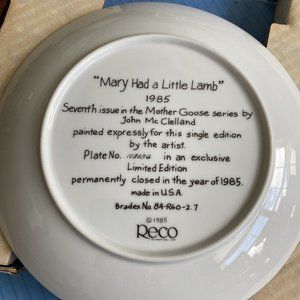 "Mary Had a Little Lamb"
1985
Seventh issue in the Mother Goose series by
John McClelland
painted expressly for this single edition
by the artist.
Plate No. in an exclusive
Limited Edition
permanently closed in the year of 1985.
made in U.S.A.
Bradex No. 84-R60-2.7
© 1985
Reco